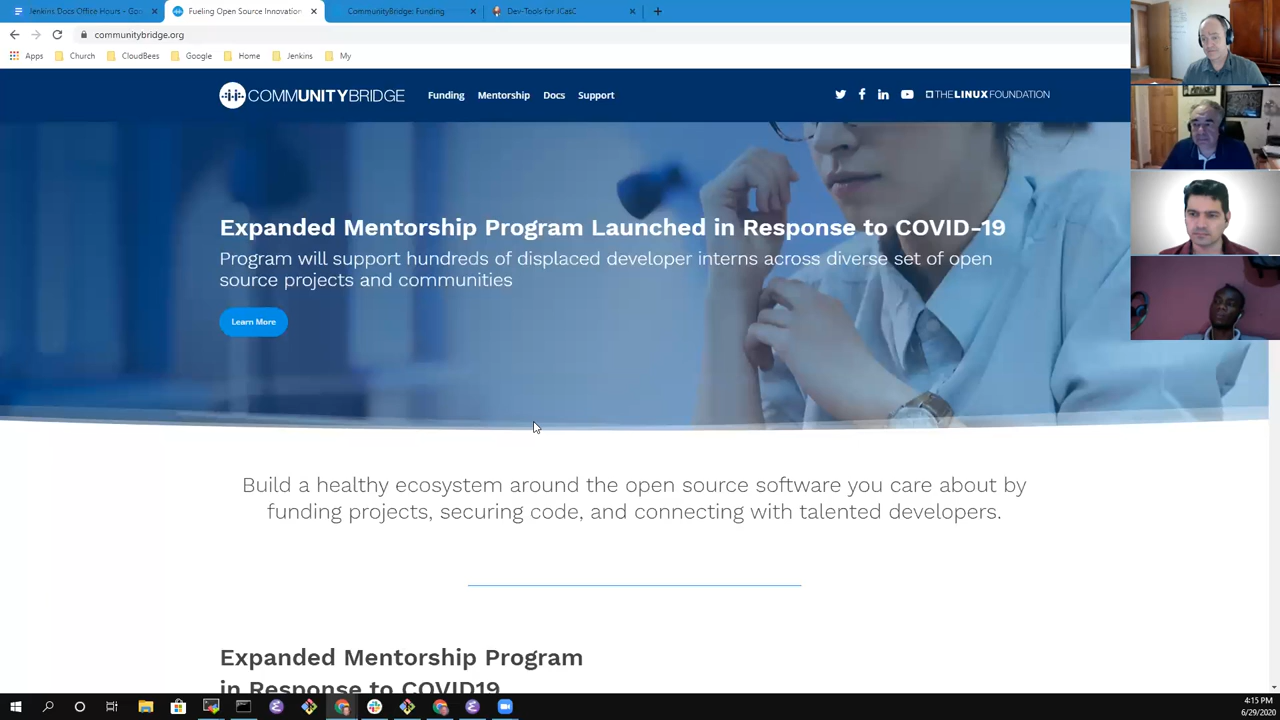 Jenkins Docs Office Hours - Goo
Fueling Open Source Innovation
CommunityBridge: Funding
Dev-Tools for JCasC
communitybridge.org
Apps
Church
CloudBees
Google
Home
Jenkins
My
COMMUNITYBRIDGE
Funding
Mentorship
Docs
Support
THE LINUX FOUNDATION
Expanded Mentorship Program Launched in Response to COVID-19
Program will support hundreds of displaced developer interns across diverse set of open
source projects and communities
Learn More
Build a healthy ecosystem around the open source software you care about by
funding projects, securing code, and connecting with talented developers.
Expanded Mentorship Program
in Response to COVID19
4:15 PM
6/29/2020